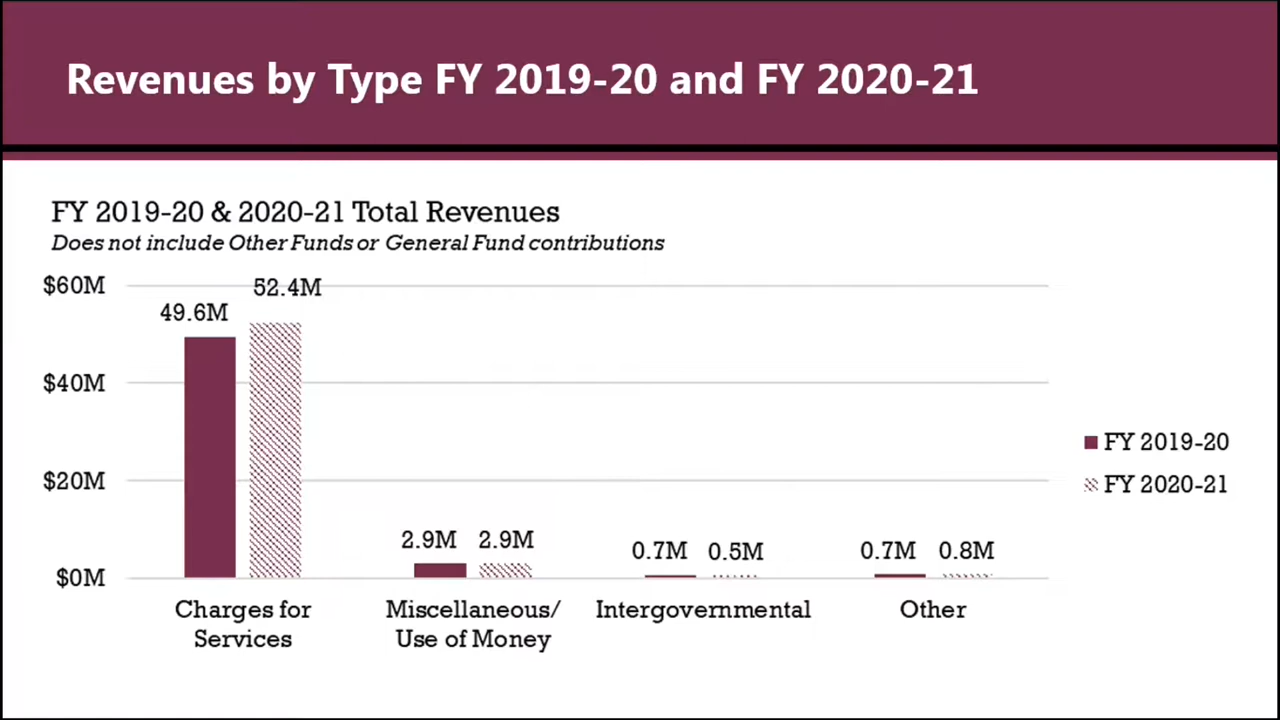 Revenues by Type FY 2019-20 and FY 2020-21
FY 2019-20 & 2020-21 Total Revenues
Does not include Other Funds or General Fund contributions
$60M
$40M
$20M
$0M
49.6M
52.4M
2.9M
2.9M
0.7M
0.5M
0.7M
0.8M
Charges for
Services
Miscellaneous/
Use of Money
Intergovernmental
Other
FY 2019-20
FY 2020-21